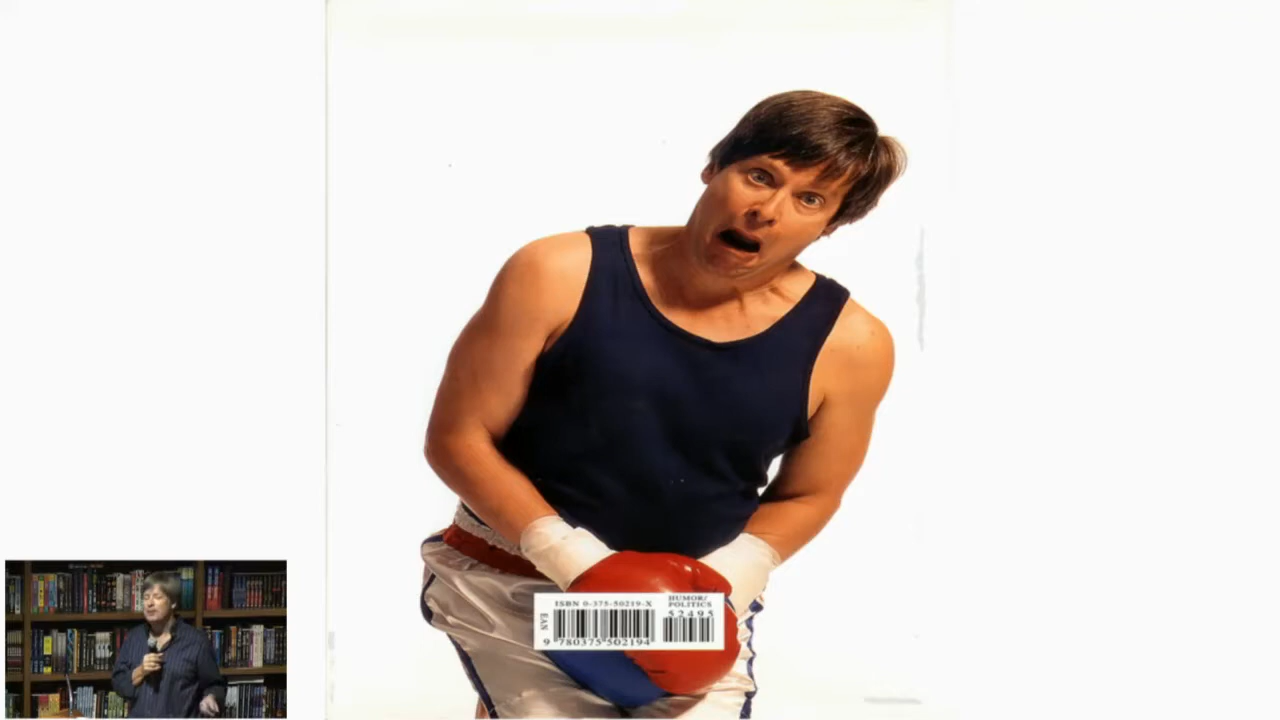 ISBN 0-375-50219-X
HUMOR/
POLITICS
52495
EAN
9 780375 502194